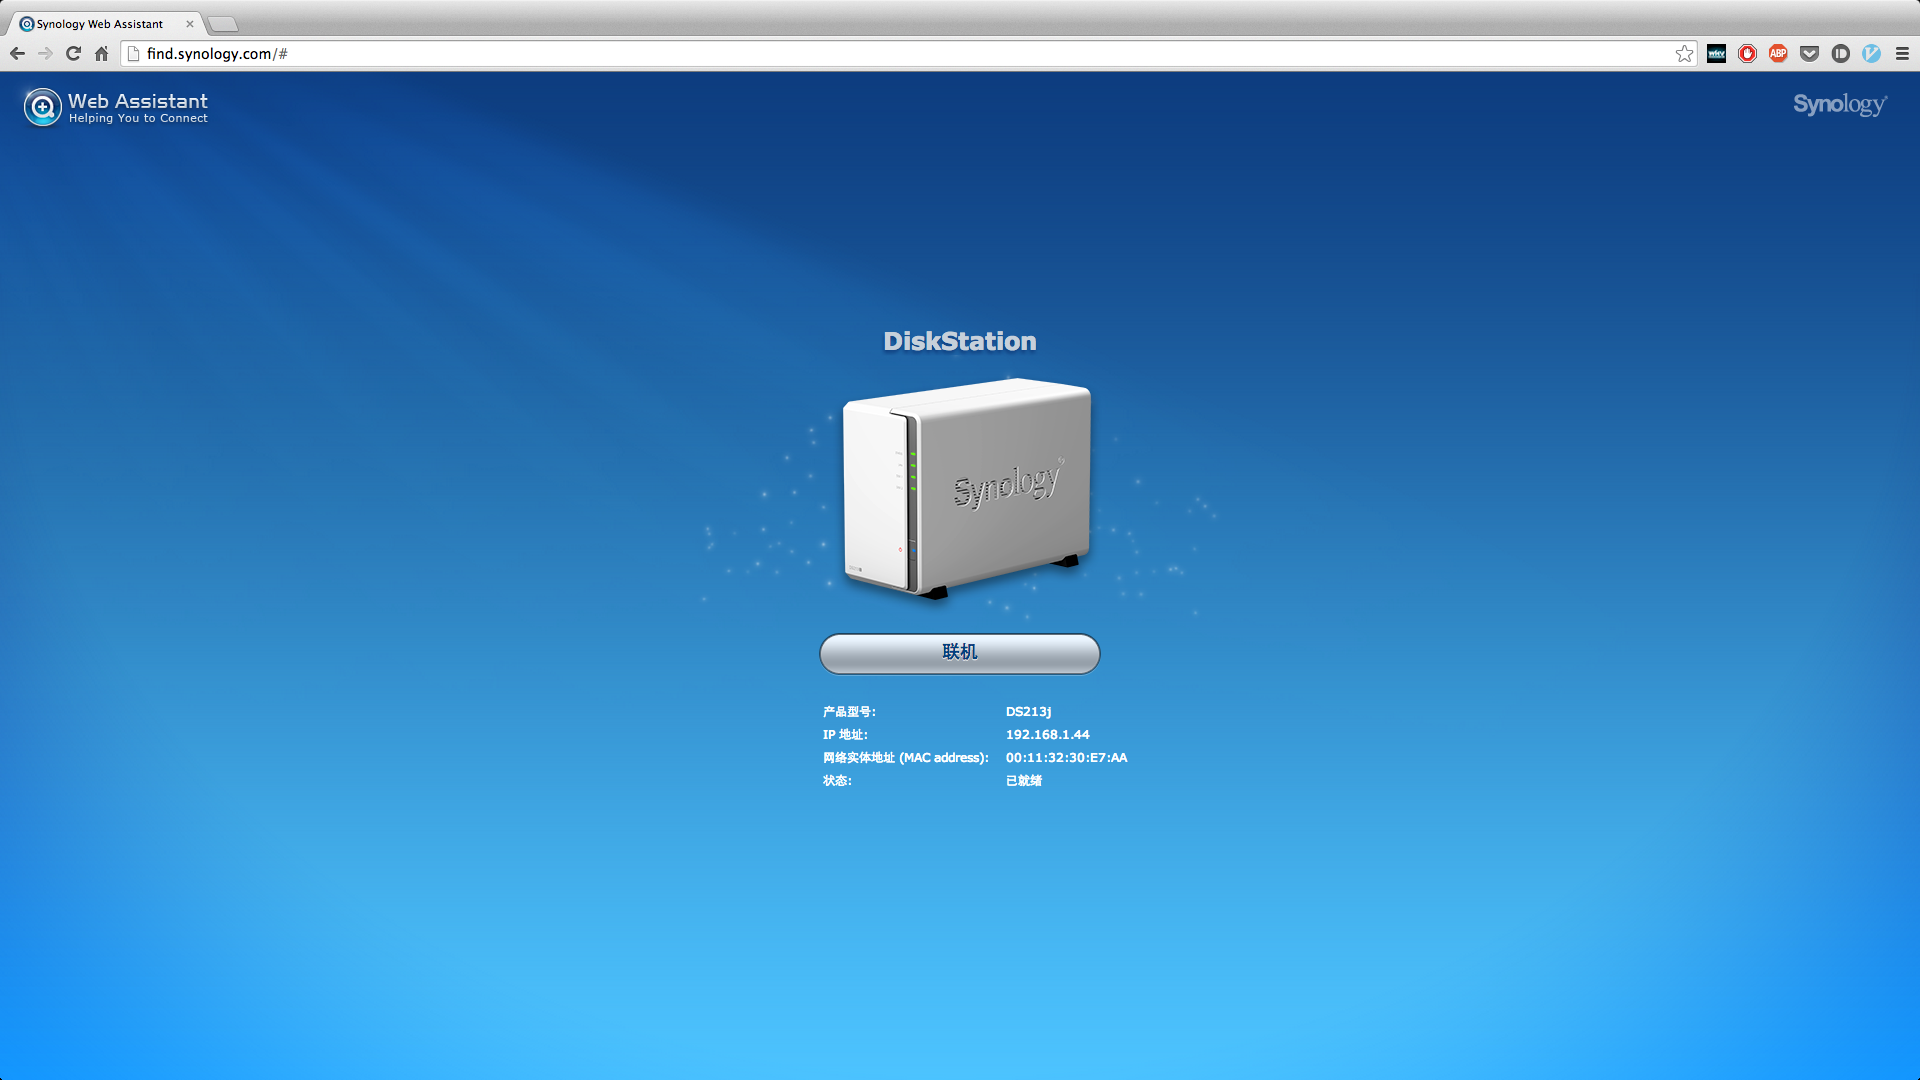 Synology Web Assistant
find.synology.com/#
wkv
ABP
Web Assistant
Helping You to Connect
Synology
DiskStation
Synology
联机
产品型号: DS213j
IP 地址: 192.168.1.44
网络实体地址 (MAC address): 00:11:32:30:E7:AA
状态: 已就绪